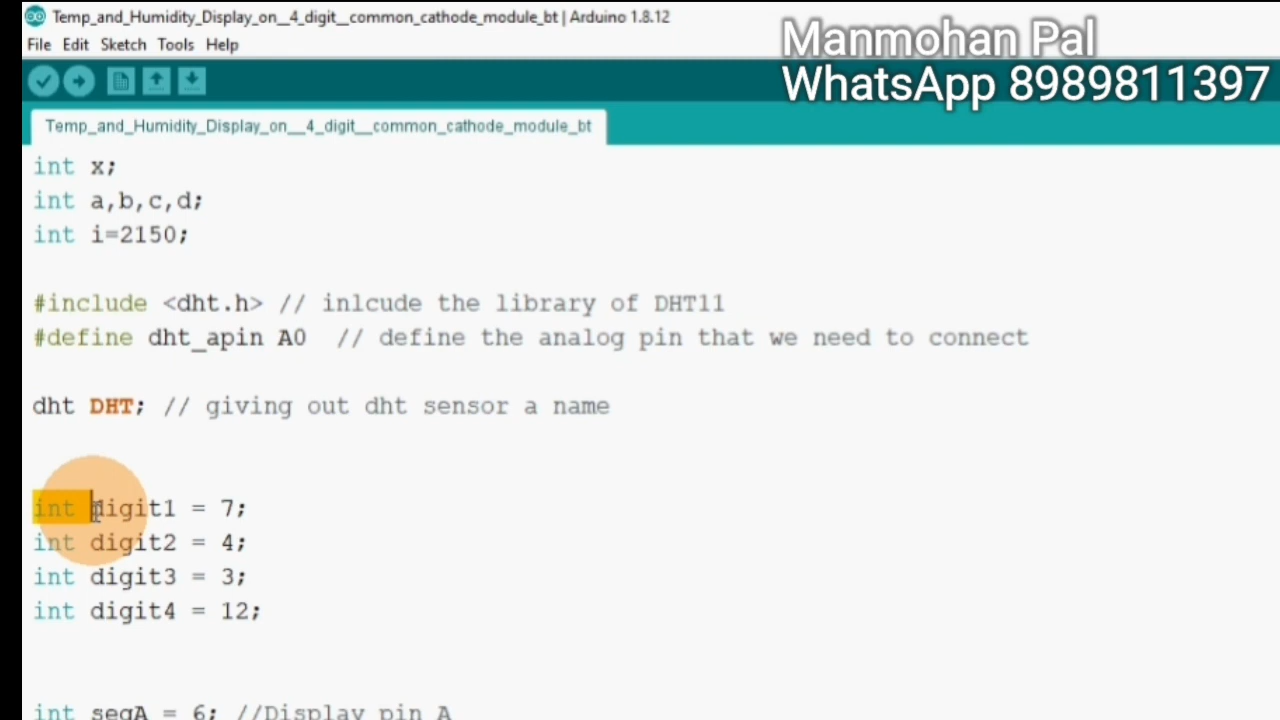 Temp_and_Humidity_Display_on__4_digit__common_cathode_module_bt | Arduino 1.8.12
File Edit Sketch Tools Help
Manmohan Pal
WhatsApp 8989811397
Temp_and_Humidity_Display_on__4_digit__common_cathode_module_bt
int x;
int a,b,c,d;
int i=2150;
#include <dht.h> // inlcude the library of DHT11
#define dht_apin A0 // define the analog pin that we need to connect
dht DHT; // giving out dht sensor a name
int digit1 = 7;
int digit2 = 4;
int digit3 = 3;
int digit4 = 12;
int segA = 6; //Display pin A